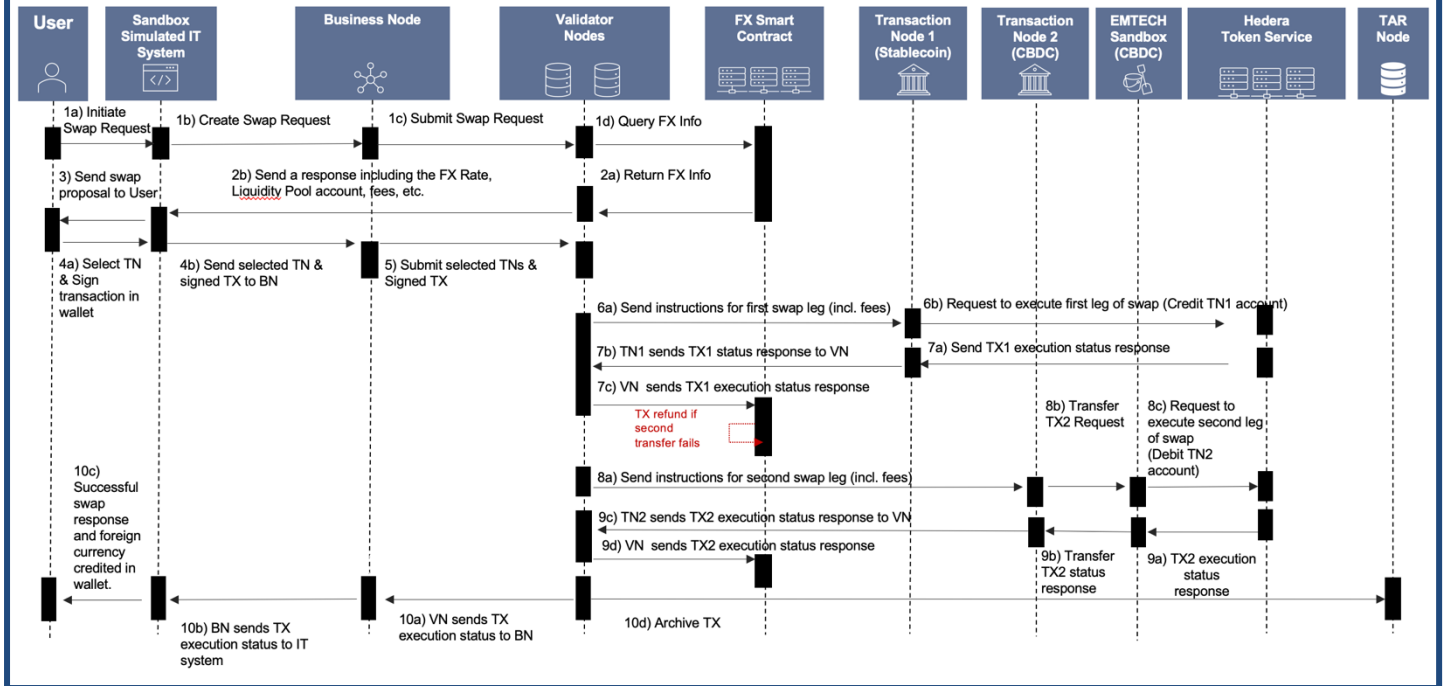 User
Sandbox
Simulated IT
System
Business Node
Validator
Nodes
FX Smart
Contract
Transaction
Node 1
(Stablecoin)
Transaction
Node 2
(CBDC)
EMTECH
Sandbox
(CBDC)
Hedera
Token Service
TAR
Node
1a) Initiate
Swap Request
1b) Create Swap Request
1c) Submit Swap Request
1d) Query FX Info
3) Send swap
proposal to User
2b) Send a response including the FX Rate,
Liquidity Pool account, fees, etc.
2a) Return FX Info
4a) Select TN
& Sign
transaction in
wallet
4b) Send selected TN &
signed TX to BN
5) Submit selected TNs &
Signed TX
6a) Send instructions for first swap leg (incl. fees)
6b) Request to execute first leg of swap (Credit TN1 account)
7a) Send TX1 execution status response
7b) TN1 sends TX1 status response to VN
7c) VN sends TX1 execution status response
TX refund if
second
transfer fails
8b) Transfer
TX2 Request
8c) Request to
execute second leg
of swap
(Debit TN2
account)
8a) Send instructions for second swap leg (incl. fees)
9c) TN2 sends TX2 execution status response to VN
9d) VN sends TX2 execution status response
9b) Transfer
TX2 status
response
9a) TX2 execution
status
response
10c)
Successful
swap
response
and foreign
currency
credited in
wallet.
10b) BN sends TX
execution status to IT
system
10a) VN sends TX
execution status to BN
10d) Archive TX